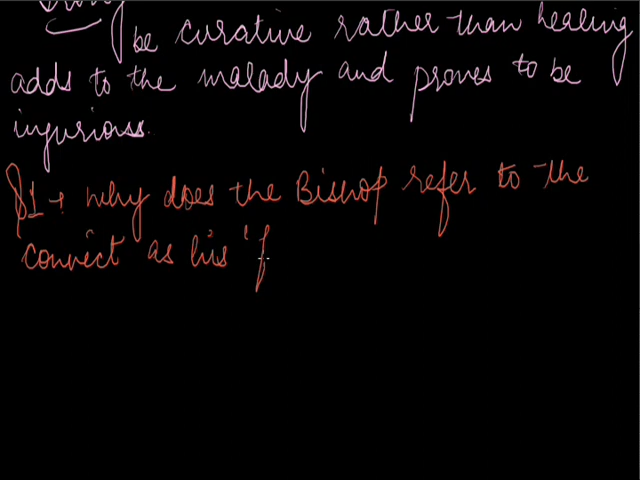 be curative rather than healing
adds to the malady and proves to be
injurious.
Q1 → why does the Bishop refer to the
convict as his 'f